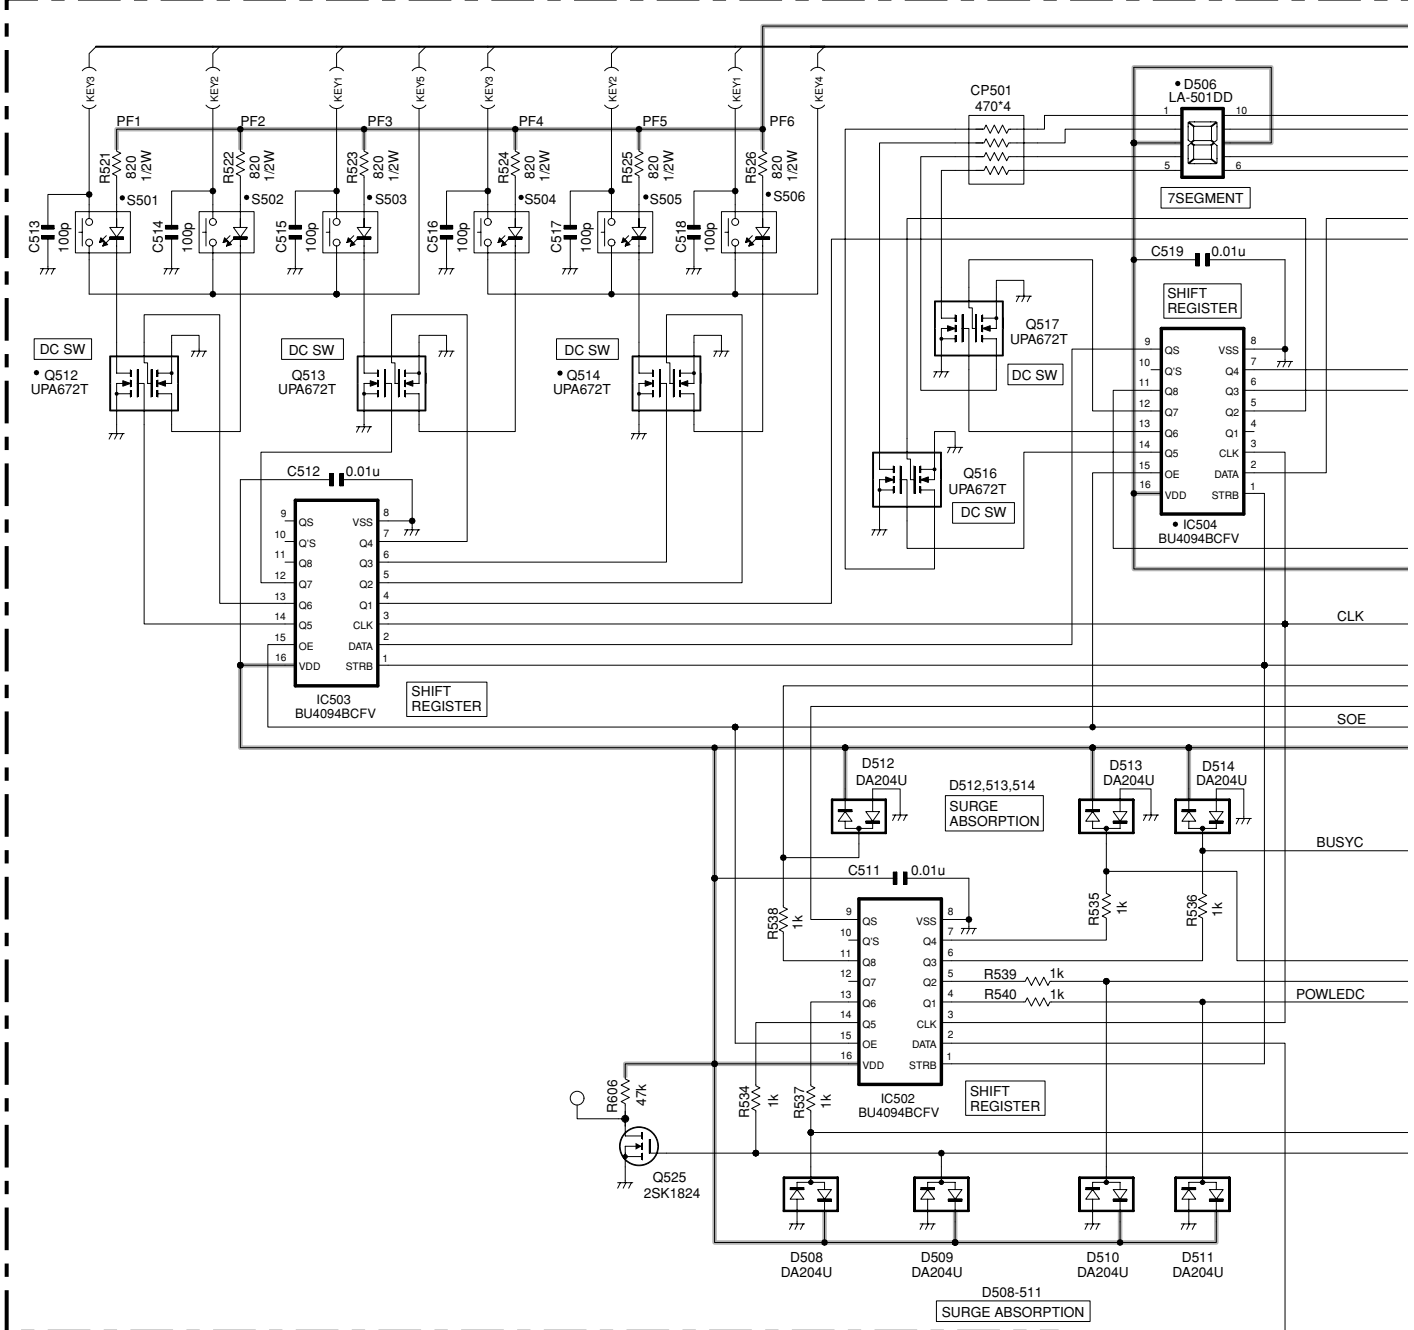 KEY3
KEY2
KEY1
KEY5
KEY3
KEY2
KEY1
KEY4
PF1
PF2
PF3
PF4
PF5
PF6
R521
820
1/2W
R522
820
1/2W
R523
820
1/2W
R524
820
1/2W
R525
820
1/2W
R526
820
1/2W
S501
S502
S503
S504
S505
S506
C513
100p
C514
100p
C515
100p
C516
100p
C517
100p
C518
100p
CP501
470*4
D506
LA-501DD
1
10
5
6
7SEGMENT
C519
0.01u
SHIFT
REGISTER
DC SW
Q512
UPA672T
DC SW
Q513
UPA672T
DC SW
Q514
UPA672T
Q517
UPA672T
DC SW
Q516
UPA672T
DC SW
9
QS
VSS
8
10
Q'S
Q4
7
11
Q8
Q3
6
12
Q7
Q2
5
13
Q6
Q1
4
14
Q5
CLK
3
15
OE
DATA
2
16
VDD
STRB
1
IC504
BU4094BCFV
C512
0.01u
9
QS
VSS
8
10
Q'S
Q4
7
11
Q8
Q3
6
12
Q7
Q2
5
13
Q6
Q1
4
14
Q5
CLK
3
15
OE
DATA
2
16
VDD
STRB
1
IC503
BU4094BCFV
SHIFT
REGISTER
CLK
SOE
D512
DA204U
D512,513,514
SURGE
ABSORPTION
D513
DA204U
D514
DA204U
BUSYC
C511
0.01u
R538
1k
R535
1k
R536
1k
9
QS
VSS
8
10
Q'S
Q4
7
11
Q8
Q3
6
12
Q7
Q2
5
13
Q6
Q1
4
14
Q5
CLK
3
15
OE
DATA
2
16
VDD
STRB
1
R539
1k
R540
1k
POWLEDC
IC502
BU4094BCFV
SHIFT
REGISTER
R606
47k
R534
1k
R537
1k
Q525
2SK1824
D508
DA204U
D509
DA204U
D510
DA204U
D511
DA204U
D508-511
SURGE ABSORPTION